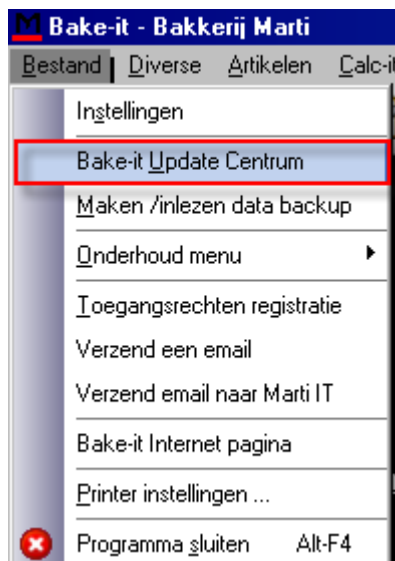 Bake-it - Bakkerij Marti
Bestand Diverse Artikelen Calc-it
Instellingen
Bake-it Update Centrum
Maken /inlezen data backup
Onderhoud menu
Toegangsrechten registratie
Verzend een email
Verzend email naar Marti IT
Bake-it Internet pagina
Printer instellingen ...
Programma sluiten Alt-F4